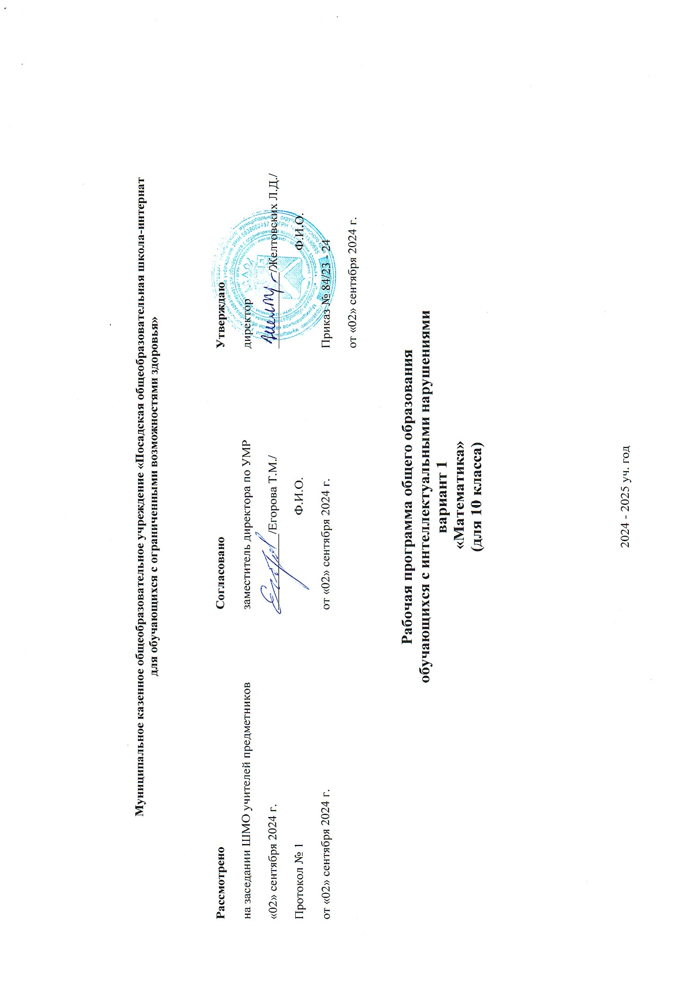 Муниципальное казенное общеобразовательное учреждение «Посадская общеобразовательная школа-интернат
для обучающихся с ограниченными возможностями здоровья»
Рассмотрено
на заседании ШМО учителей предметников
«02» сентября 2024 г.
Протокол № 1
от «02» сентября 2024 г.
Согласовано
заместитель директора по УМР
/Егорова Т.М./
Ф.И.О.
от «02» сентября 2024 г.
Утверждаю
директор
/Желтовских Л.Д./
Ф.И.О.
Приказ № 84/23 - 24
от «02» сентября 2024 г.
ИНН 5938002457
Рабочая программа общего образования
обучающихся с интеллектуальными нарушениями
вариант 1
«Математика»
(для 10 класса)
2024 - 2025 уч. год